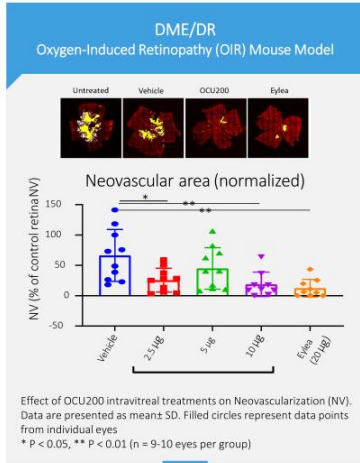 DME/DR
Oxygen-Induced Retinopathy (OIR) Mouse Model
Untreated Vehicle OCU200 Eylea
Neovascular area (normalized)
NV (% of control retina NV)
150
100
50
0
-50
*
**
**
Vehicle
2.5 µg
5 µg
10 µg
Eylea
(20 µg)
Effect of OCU200 intravitreal treatments on Neovascularization (NV).
Data are presented as mean± SD. Filled circles represent data points
from individual eyes
* P < 0.05, ** P < 0.01 (n = 9-10 eyes per group)